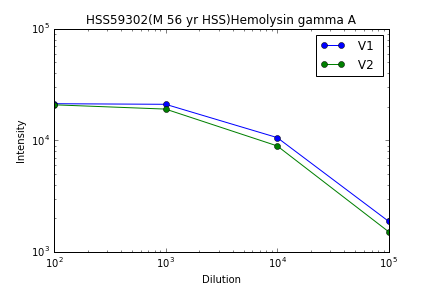 HSS59302(M 56 yr HSS)Hemolysin gamma A
10^5
V1
V2
10^4
Intensity
10^3
10^2 10^3 10^4 10^5
Dilution